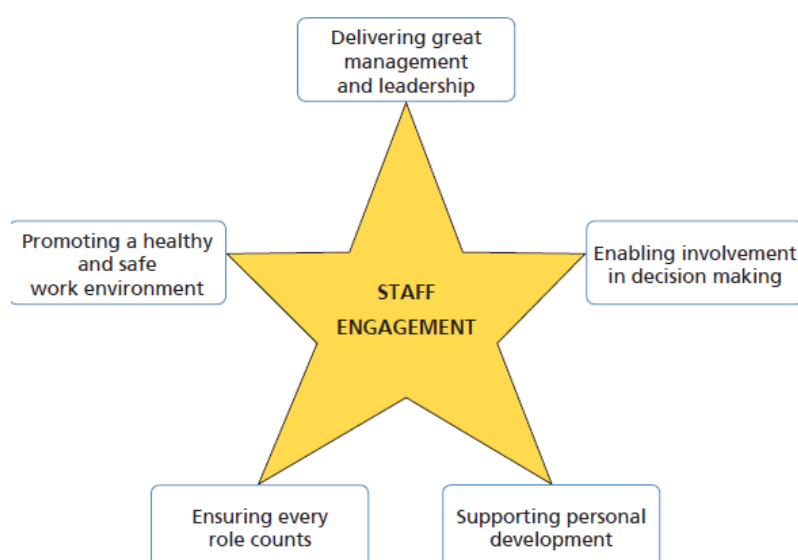 Delivering great
management
and leadership
Promoting a healthy
and safe
work environment
Enabling involvement
in decision making
STAFF
ENGAGEMENT
Ensuring every
role counts
Supporting personal
development